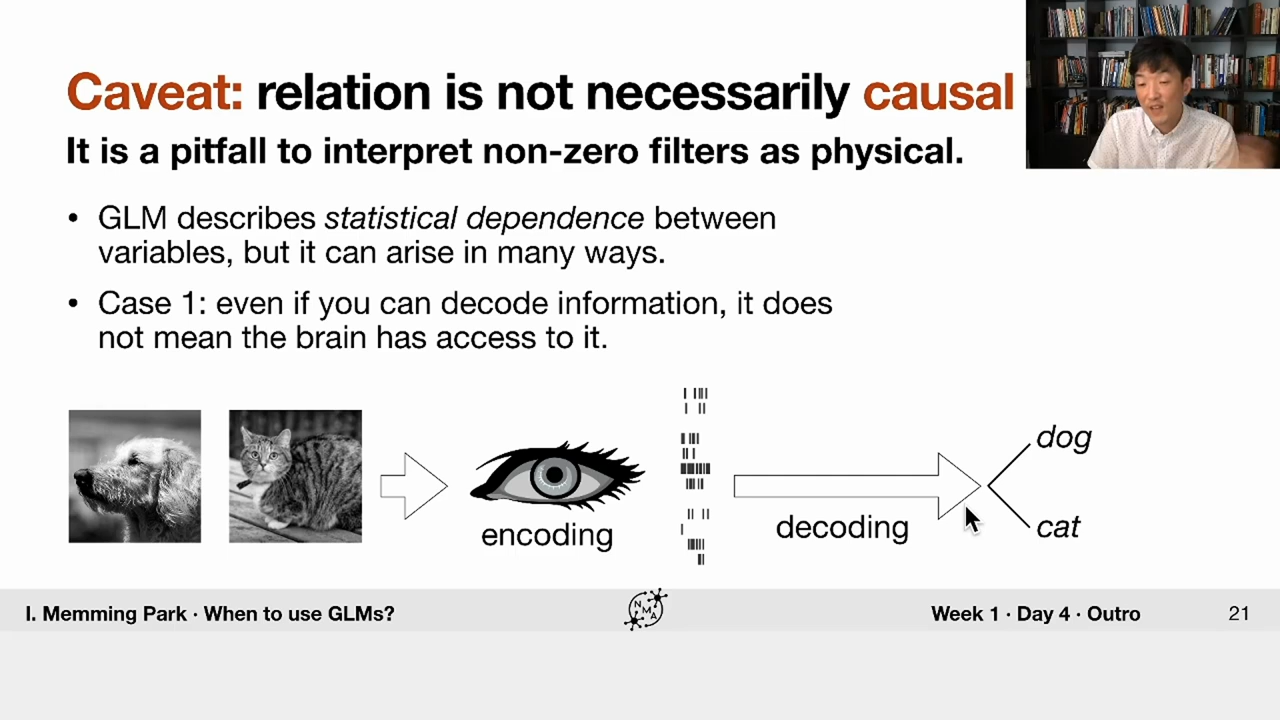 Caveat: relation is not necessarily causal
It is a pitfall to interpret non-zero filters as physical.
• GLM describes statistical dependence between
variables, but it can arise in many ways.
• Case 1: even if you can decode information, it does
not mean the brain has access to it.
dog
encoding
decoding
cat
I. Memming Park · When to use GLMs?
NMA
Week 1 · Day 4 · Outro
21